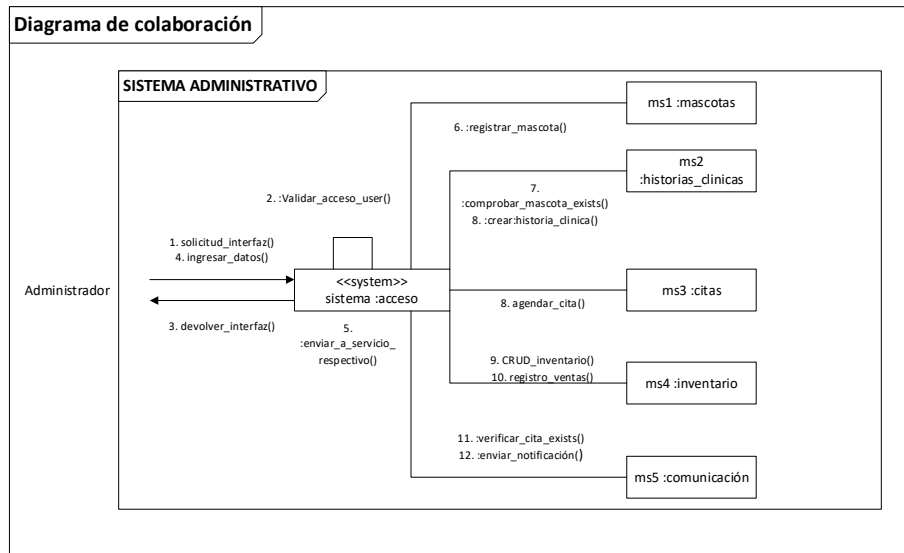 Diagrama de colaboración
SISTEMA ADMINISTRATIVO
ms1 :mascotas
6. :registrar_mascota()
ms2
:historias_clinicas
7.
:comprobar_mascota_exists()
8. :crear:historia_clinica()
2. :Validar_acceso_user()
1. solicitud_interfaz()
4. ingresar_datos()
Administrador
<<system>>
sistema :acceso
3. devolver_interfaz()
5.
:enviar_a_servicio_
respectivo()
8. agendar_cita()
ms3 :citas
9. CRUD_inventario()
10. registro_ventas()
ms4 :inventario
11. :verificar_cita_exists()
12. :enviar_notificación()
ms5 :comunicación